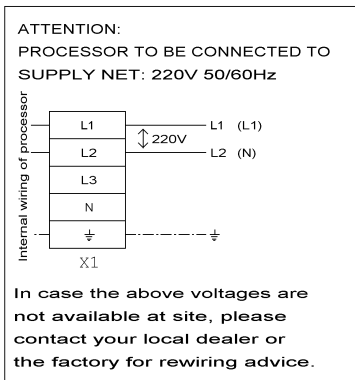 ATTENTION:
PROCESSOR TO BE CONNECTED TO
SUPPLY NET: 220V 50/60Hz
Internal wiring of processor
L1 L1 (L1)
220V
L2 L2 (N)
L3
N
X1
In case the above voltages are
not available at site, please
contact your local dealer or
the factory for rewiring advice.